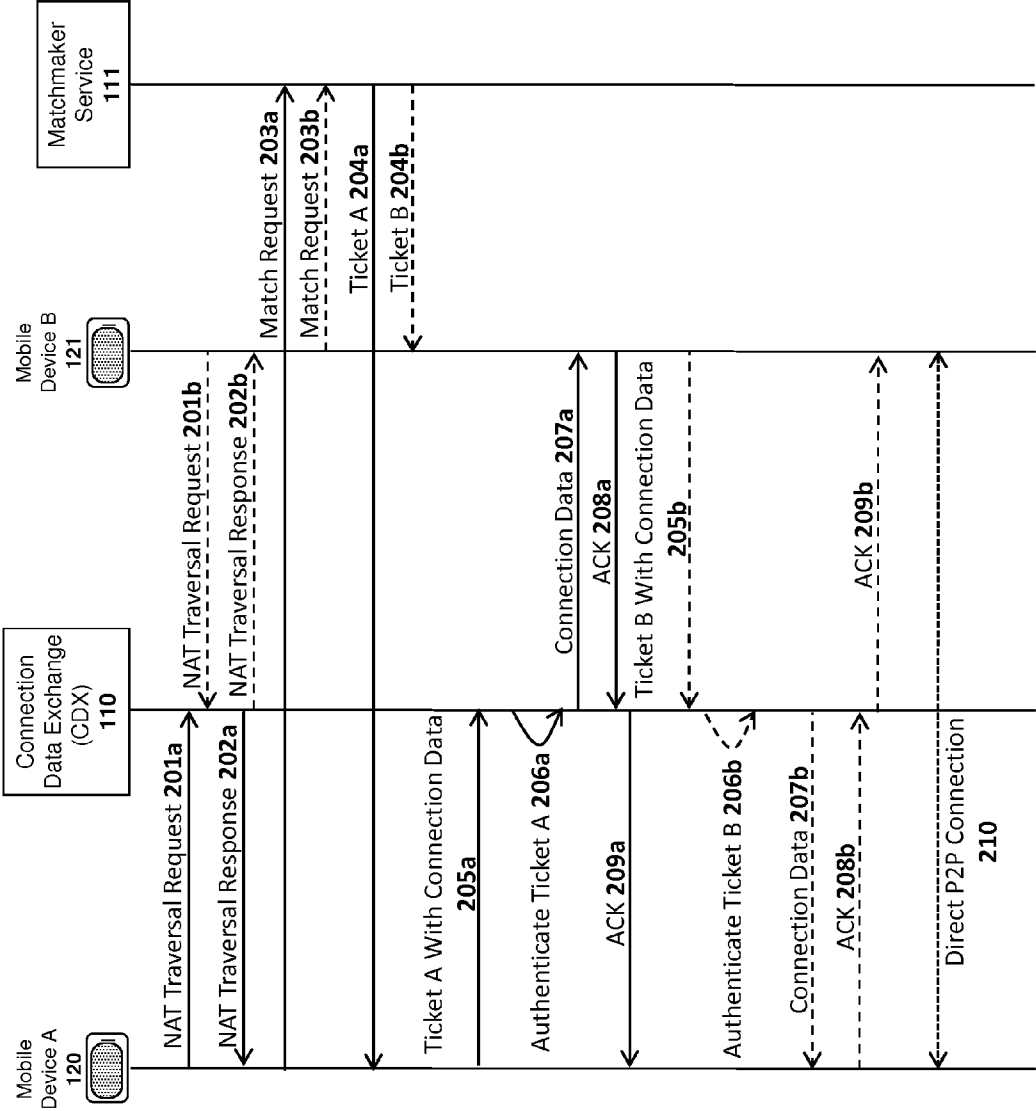 Mobile
Device A
120
Connection
Data Exchange
(CDX)
110
Mobile
Device B
121
Matchmaker
Service
111
NAT Traversal Request 201a
NAT Traversal Request 201b
NAT Traversal Response 202a
NAT Traversal Response 202b
Match Request 203a
Match Request 203b
Ticket A 204a
Ticket B 204b
Ticket A With Connection Data
205a
Authenticate Ticket A 206a
Connection Data 207a
ACK 208a
ACK 209a
Ticket B With Connection Data
205b
Authenticate Ticket B 206b
Connection Data 207b
ACK 208b
ACK 209b
Direct P2P Connection
210